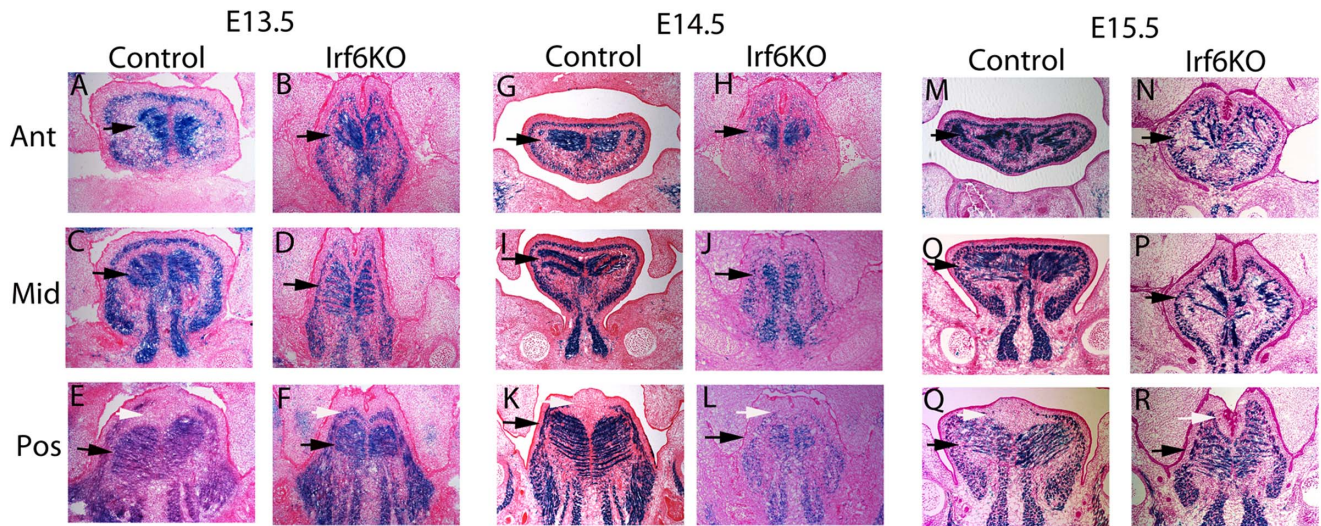 E13.5 E14.5 E15.5
Control Irf6KO Control Irf6KO Control Irf6KO
Ant A B G H M N
Mid C D I J O P
Pos E F K L Q R